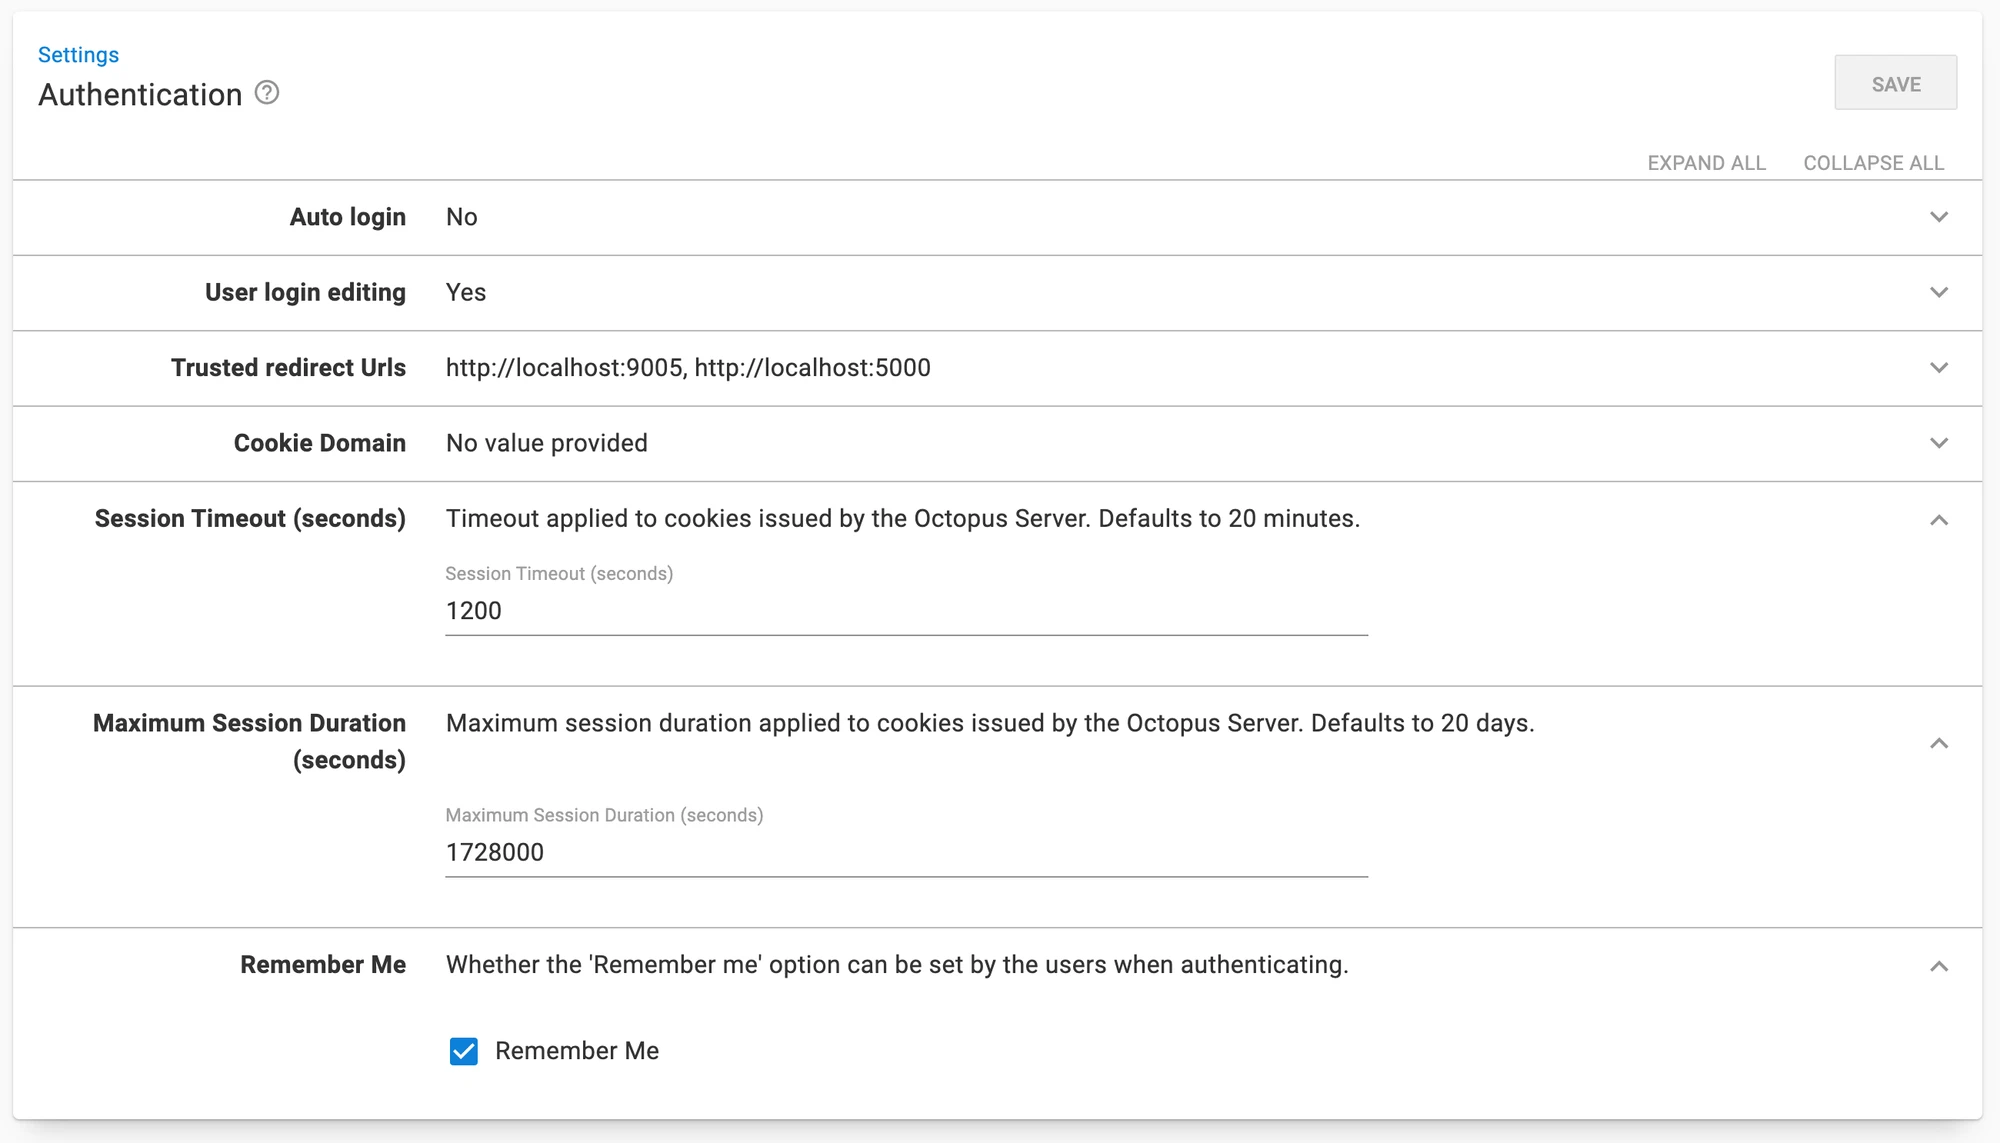 Settings
Authentication
SAVE
EXPAND ALL COLLAPSE ALL
Auto login No
User login editing Yes
Trusted redirect Urls http://localhost:9005, http://localhost:5000
Cookie Domain No value provided
Session Timeout (seconds) Timeout applied to cookies issued by the Octopus Server. Defaults to 20 minutes.
Session Timeout (seconds)
1200
Maximum Session Duration (seconds) Maximum session duration applied to cookies issued by the Octopus Server. Defaults to 20 days.
Maximum Session Duration (seconds)
1728000
Remember Me Whether the 'Remember me' option can be set by the users when authenticating.
Remember Me